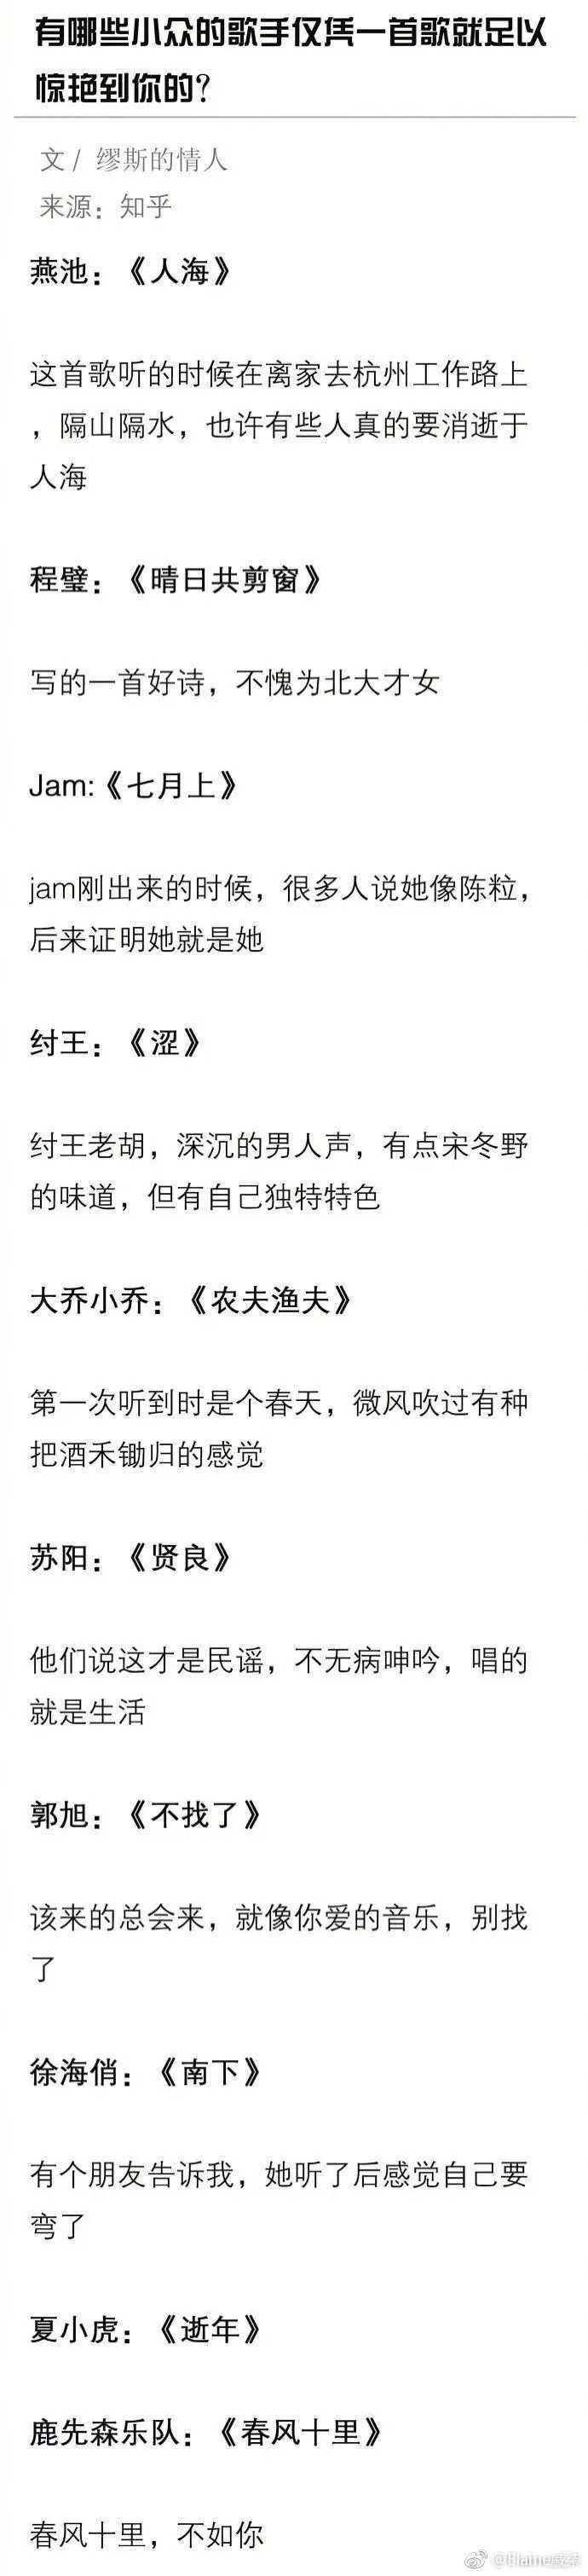 有哪些小众的歌手仅凭一首歌就足以
惊艳到你的?
文 / 缪斯的情人
来源：知乎
燕池：《人海》
这首歌听的时候在离家去杭州工作路上
，隔山隔水，也许有些人真的要消逝于
人海
程璧：《晴日共剪窗》
写的一首好诗，不愧为北大才女
Jam:《七月上》
jam刚出来的时候，很多人说她像陈粒，
后来证明她就是她
纣王：《涩》
纣王老胡，深沉的男人声，有点宋冬野
的味道，但有自己独特特色
大乔小乔：《农夫渔夫》
第一次听到时是个春天，微风吹过有种
把酒禾锄归的感觉
苏阳：《贤良》
他们说这才是民谣，不无病呻吟，唱的
就是生活
郭旭：《不找了》
该来的总会来，就像你爱的音乐，别找
了
徐海俏：《南下》
有个朋友告诉我，她听了后感觉自己要
弯了
夏小虎：《逝年》
鹿先森乐队：《春风十里》
春风十里，不如你